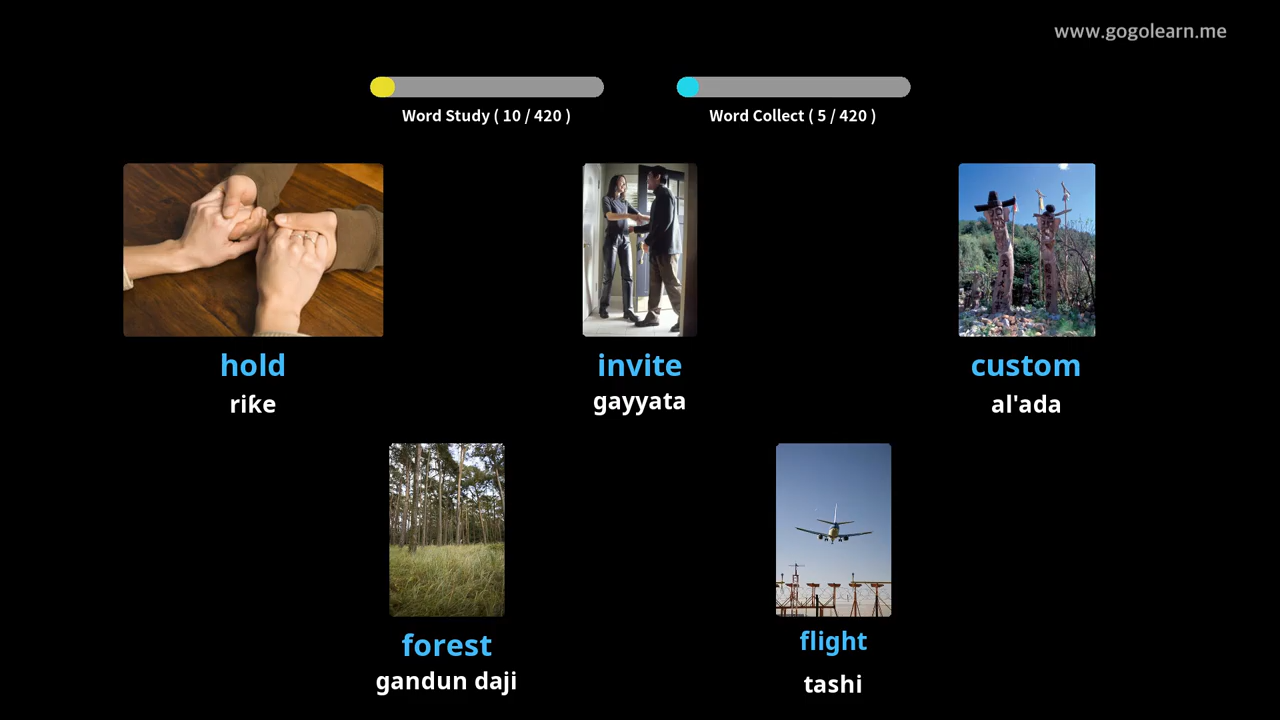 www.gogolearn.me
Word Study ( 10 / 420 )
Word Collect ( 5 / 420 )
hold
riƙe
invite
gayyata
custom
al'ada
forest
gandun daji
flight
tashi